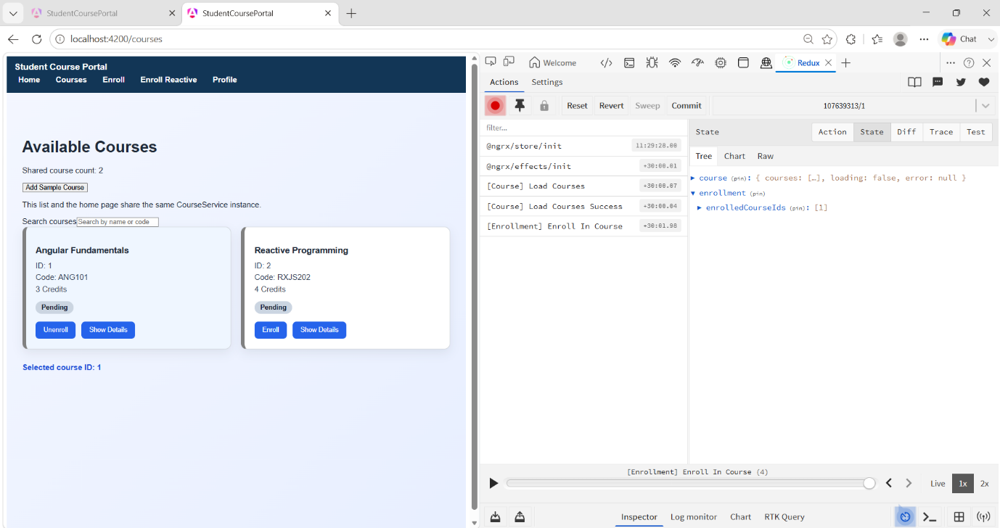 StudentCoursePortal
StudentCoursePortal
localhost:4200/courses
Chat
Student Course Portal
Home Courses Enroll Enroll Reactive Profile
Available Courses
Shared course count: 2
Add Sample Course
This list and the home page share the same CourseService instance.
Search courses Search by name or code
Angular Fundamentals
ID: 1
Code: ANG101
3 Credits
Pending
Unenroll Show Details
Reactive Programming
ID: 2
Code: RXJS202
4 Credits
Pending
Enroll Show Details
Selected course ID: 1
Welcome
Redux
Actions Settings
Reset Revert Sweep Commit
107639313/1
filter...
@ngrx/store/init 11:29:28.00
@ngrx/effects/init +30:00.01
[Course] Load Courses +30:00.07
[Course] Load Courses Success +30:00.04
[Enrollment] Enroll In Course +30:01.98
State
Action State Diff Trace Test
Tree Chart Raw
course (pin): { courses: […], loading: false, error: null }
enrollment (pin)
enrolledCourseIds (pin): [1]
[Enrollment] Enroll In Course (4)
Live 1x 2x
Inspector Log monitor Chart RTK Query